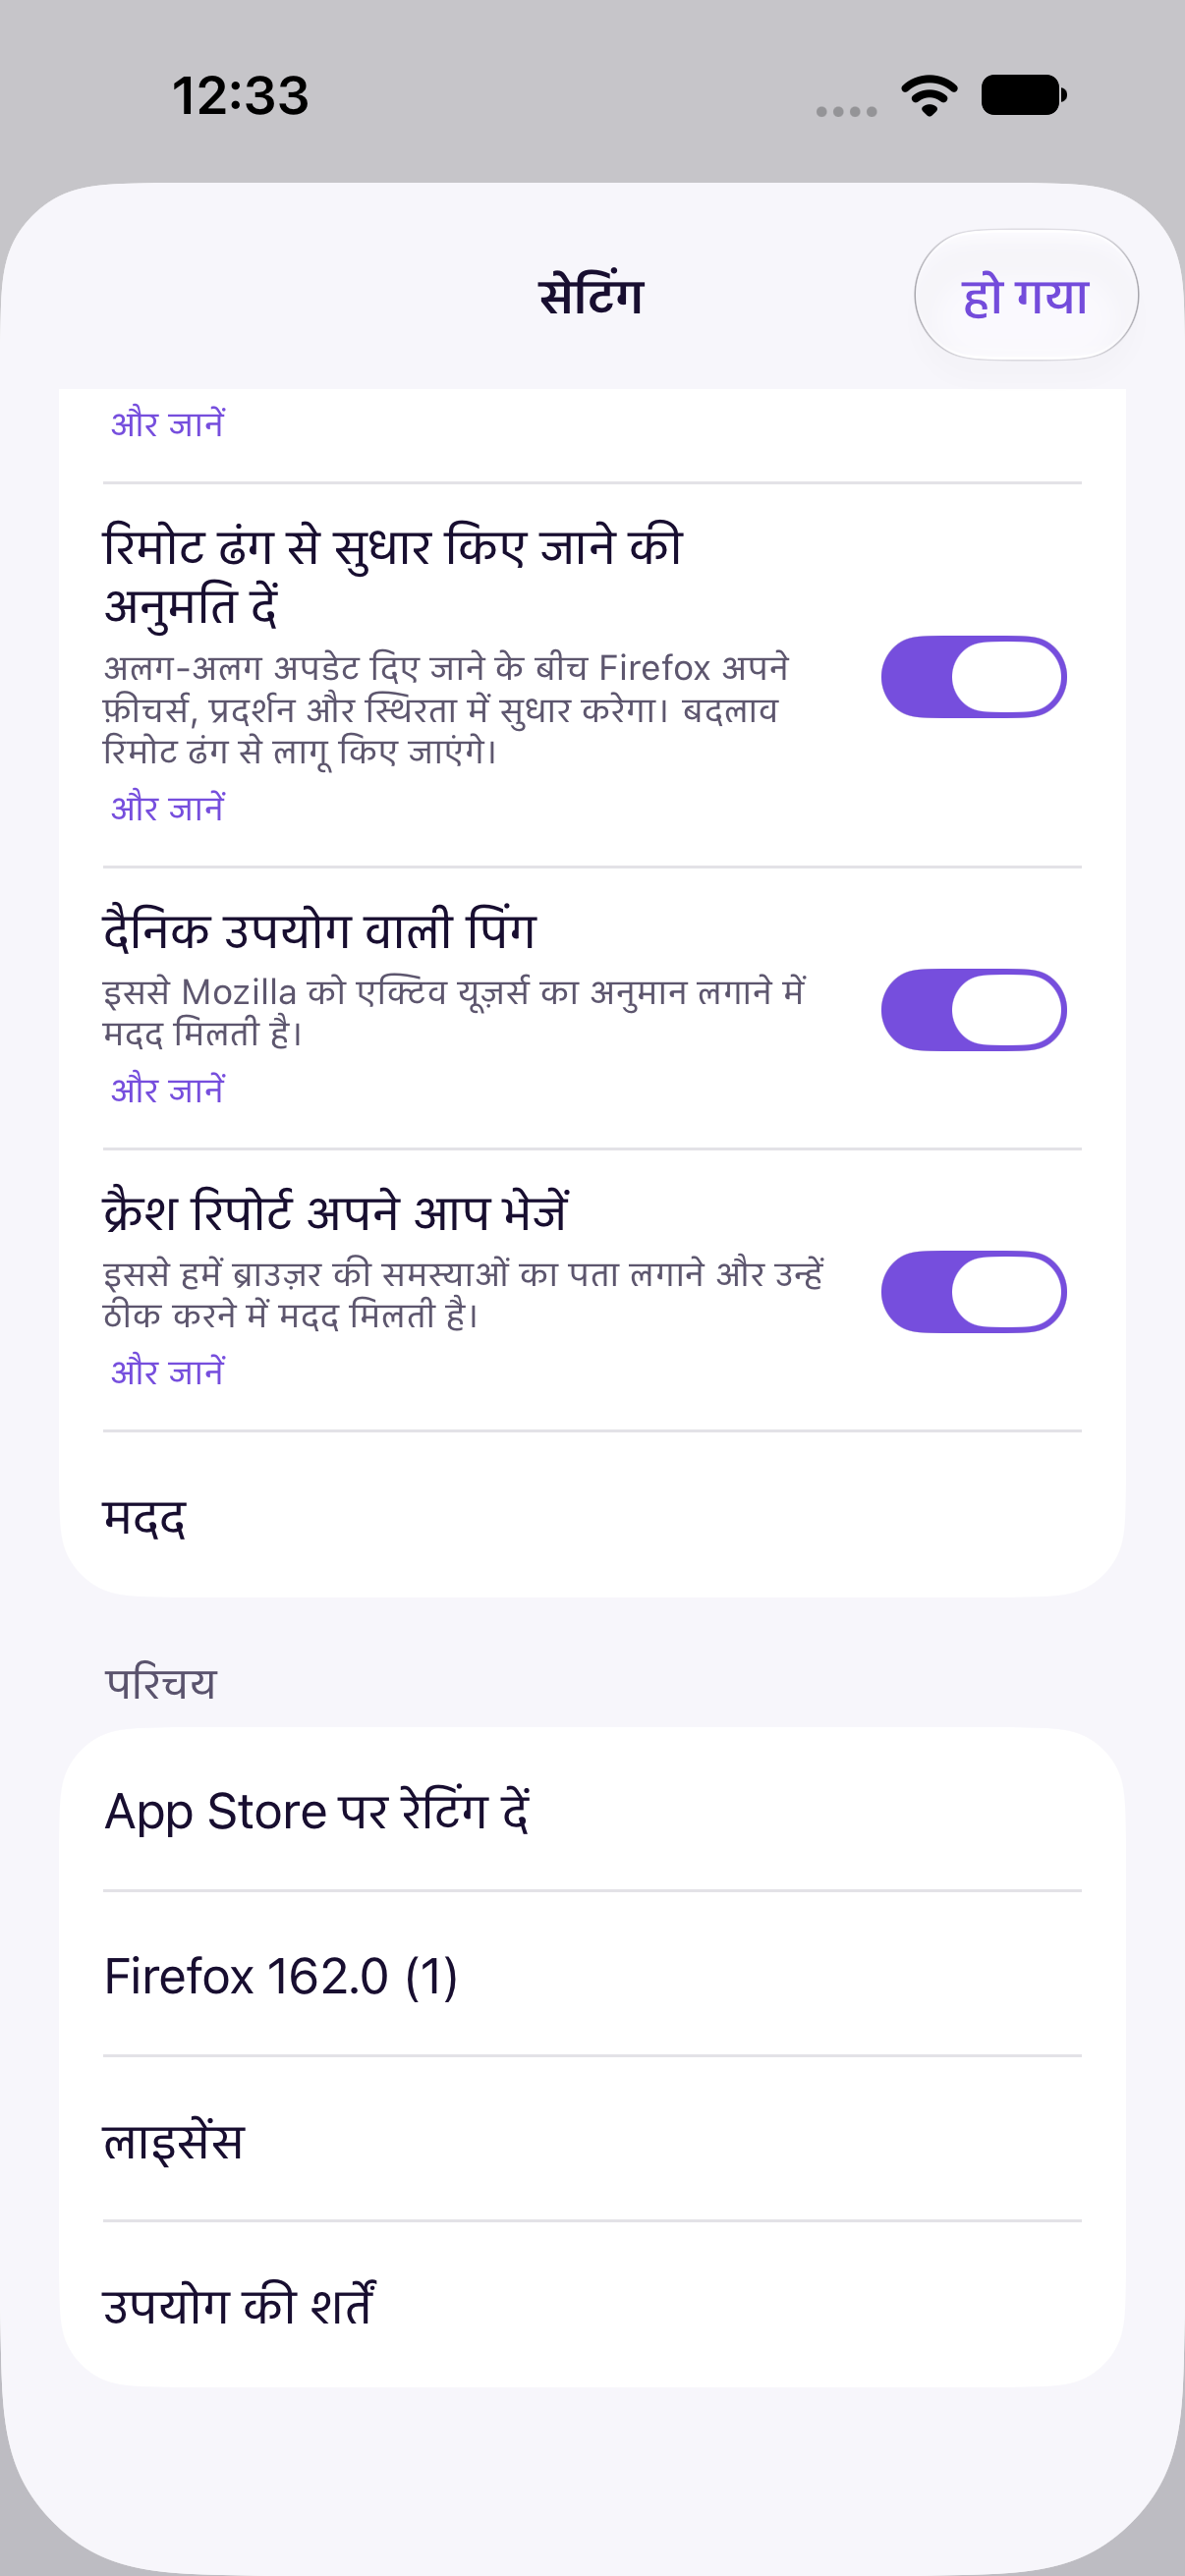 12:33
सेटिंग
हो गया
और जानें
रिमोट ढंग से सुधार किए जाने की
अनुमति दें
अलग-अलग अपडेट दिए जाने के बीच Firefox अपने
फ़ीचर्स, प्रदर्शन और स्थिरता में सुधार करेगा। बदलाव
रिमोट ढंग से लागू किए जाएंगे।
और जानें
दैनिक उपयोग वाली पिंग
इससे Mozilla को एक्टिव यूज़र्स का अनुमान लगाने में
मदद मिलती है।
और जानें
क्रैश रिपोर्ट अपने आप भेजें
इससे हमें ब्राउज़र की समस्याओं का पता लगाने और उन्हें
ठीक करने में मदद मिलती है।
और जानें
मदद
परिचय
App Store पर रेटिंग दें
Firefox 162.0 (1)
लाइसेंस
उपयोग की शर्तें